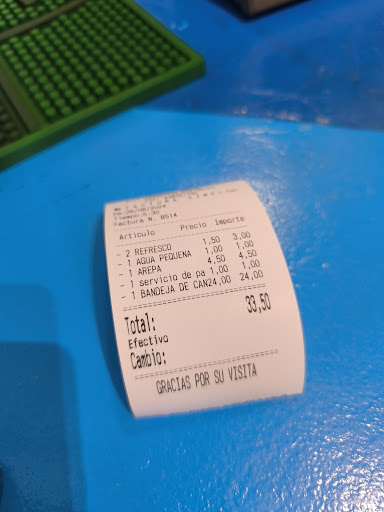 Factura N. 8514
Artículo Precio Importe
- 2 REFRESCO 1,50 3,00
- 1 AGUA PEQUENA 1,00 1,00
- 1 AREPA 4,50 4,50
- 1 servicio de pa 1,00 1,00
- 1 BANDEJA DE CAN24,00 24,00
Total: 33,50
Efectivo
Cambio:
GRACIAS POR SU VISITA